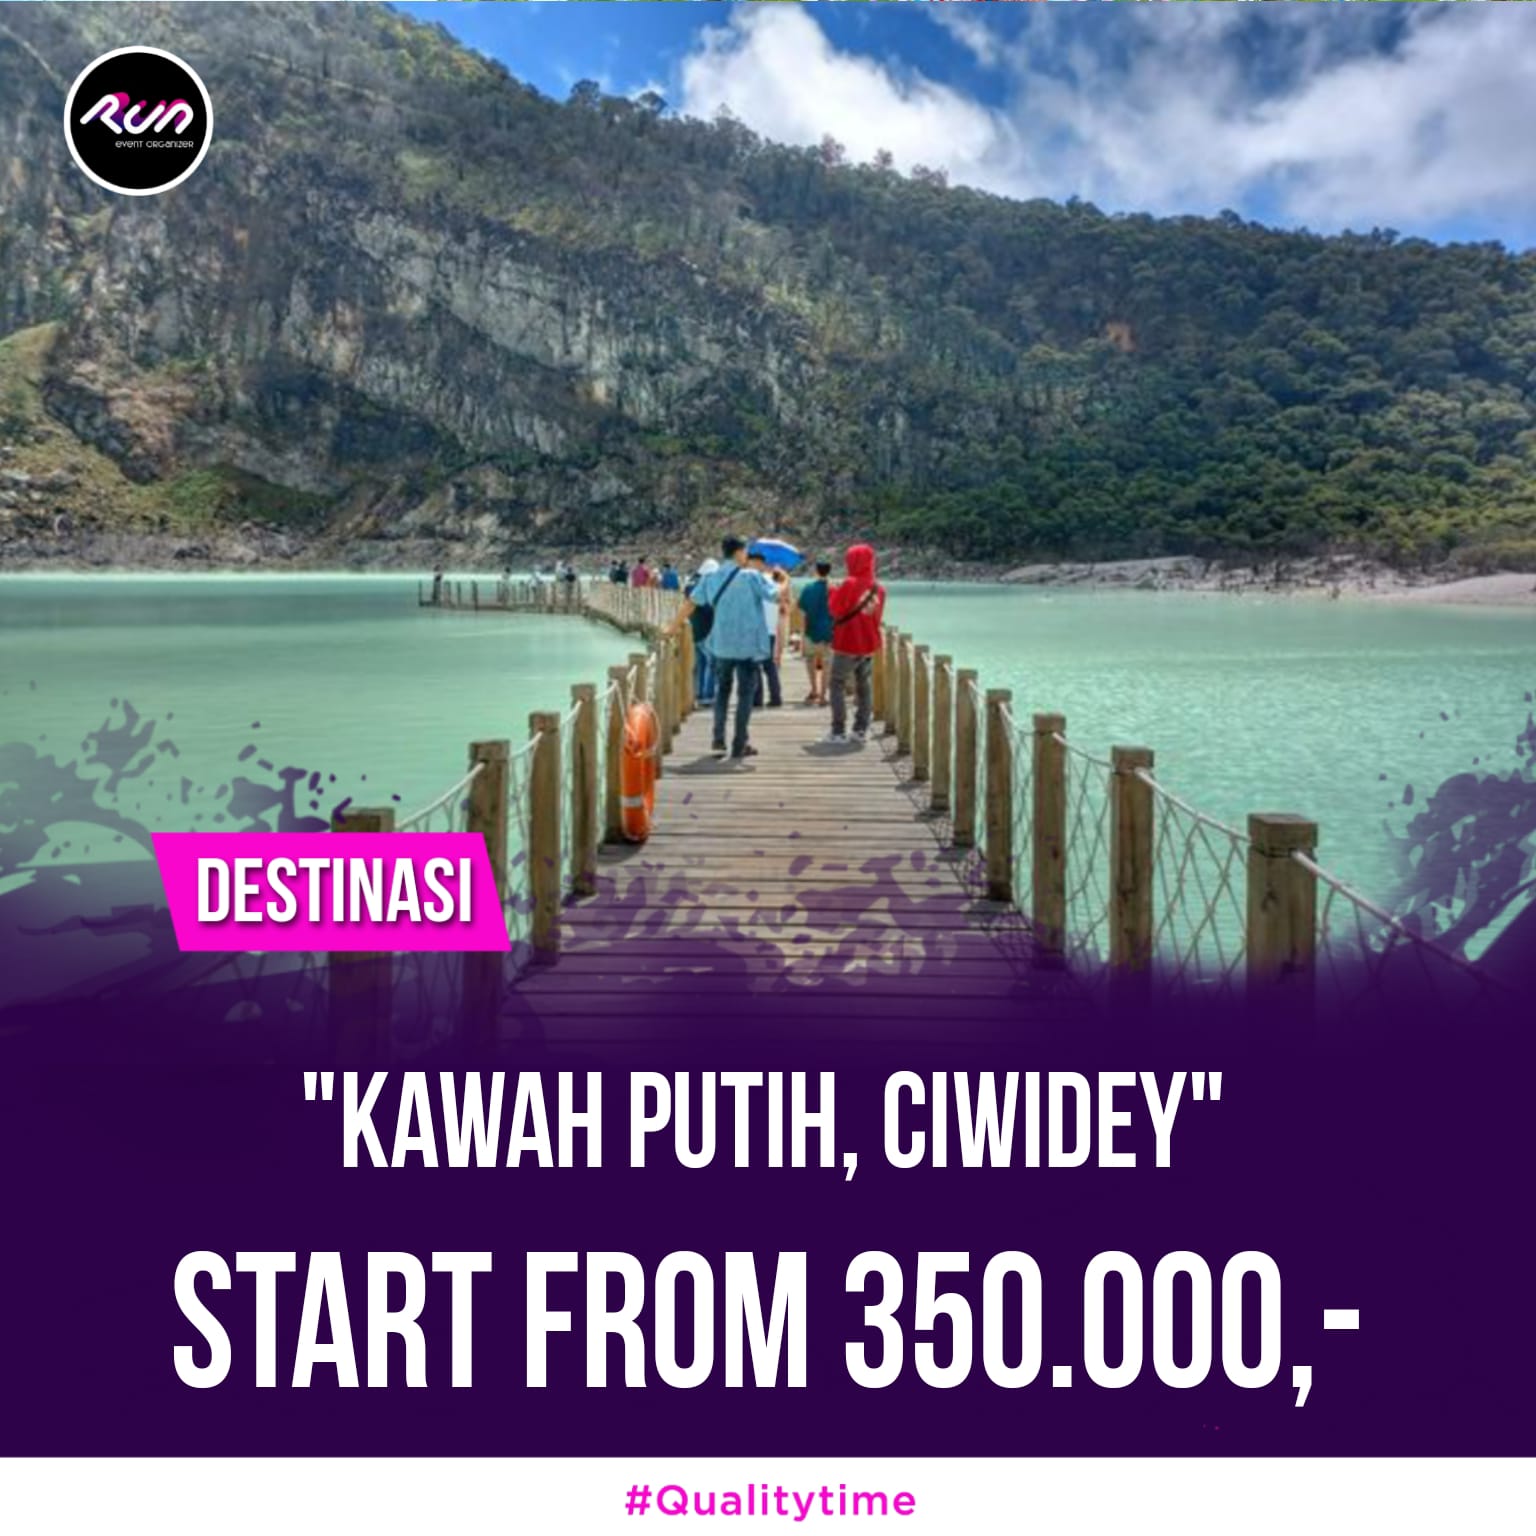 Run
EVENT ORGANIZER
DESTINASI
"KAWAH PUTIH, CIWIDEY"
START FROM 350.000,-
#Qualitytime